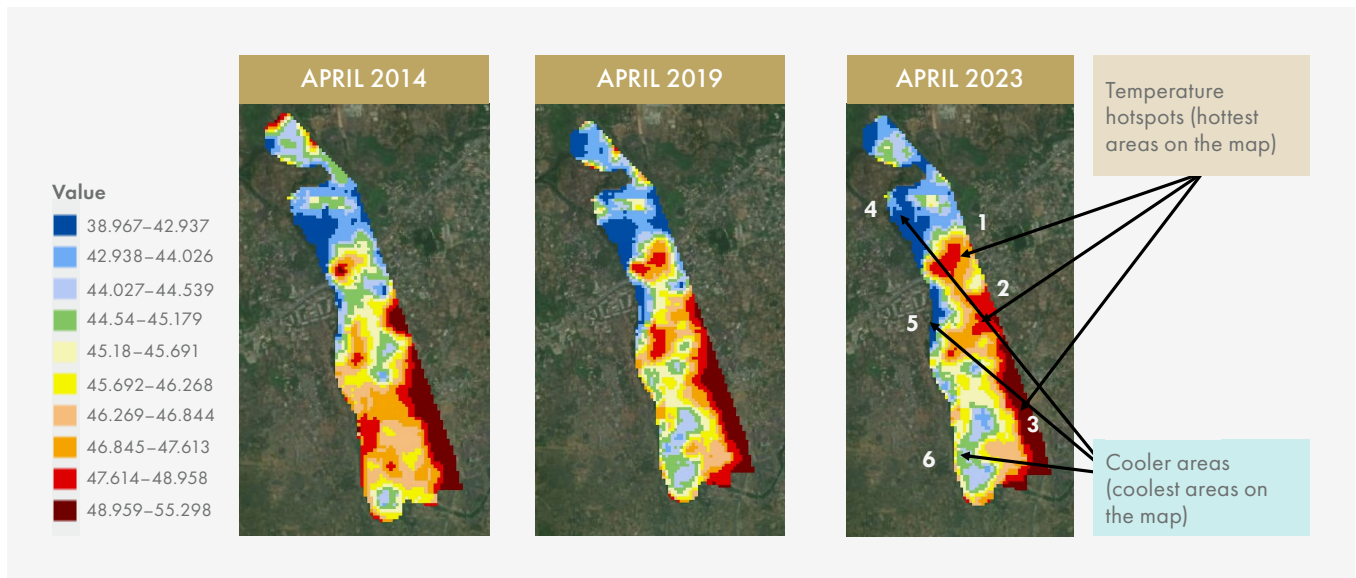 APRIL 2014
APRIL 2019
APRIL 2023
Temperature
hotspots (hottest
areas on the map)
Value
38.967–42.937
42.938–44.026
44.027–44.539
44.54–45.179
45.18–45.691
45.692–46.268
46.269–46.844
46.845–47.613
47.614–48.958
48.959–55.298
4
1
2
5
3
6
Cooler areas
(coolest areas on
the map)